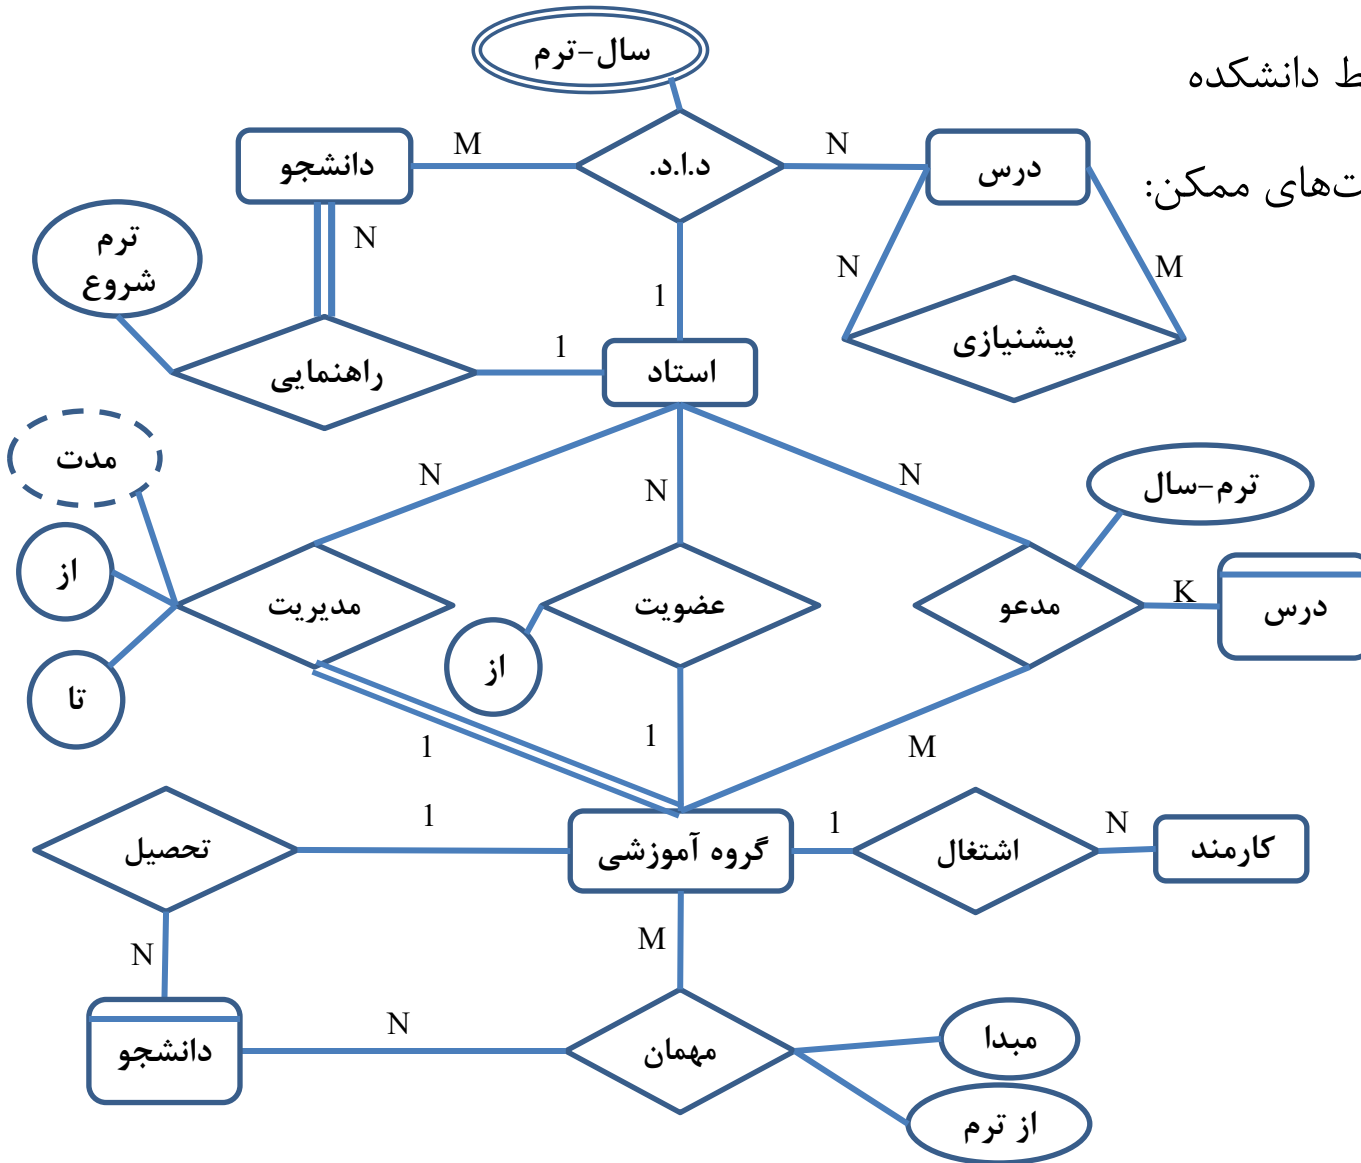 سال-ترم
ط دانشکده
دانشجو
M
د.ا.د.
N
درس
ت‌های ممکن:
ترم
شروع
N
1
N
M
راهنمایی
1
استاد
پیشنیازی
مدت
N
N
N
ترم-سال
از
مدیریت
عضویت
مدعو
K
درس
تا
از
1
1
M
تحصیل
1
گروه آموزشی
1
اشتغال
N
کارمند
N
M
دانشجو
N
مهمان
مبدا
از ترم